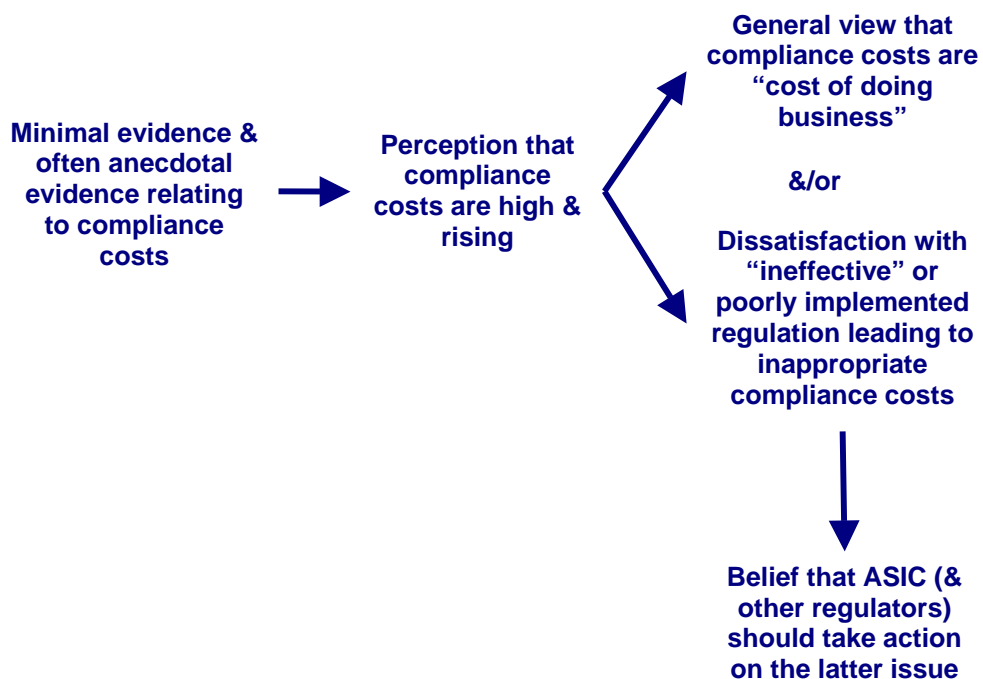 Minimal evidence &
often anecdotal
evidence relating
to compliance
costs
Perception that
compliance
costs are high &
rising
General view that
compliance costs are
“cost of doing
business”
&/or
Dissatisfaction with
“ineffective” or
poorly implemented
regulation leading to
inappropriate
compliance costs
Belief that ASIC (&
other regulators)
should take action
on the latter issue